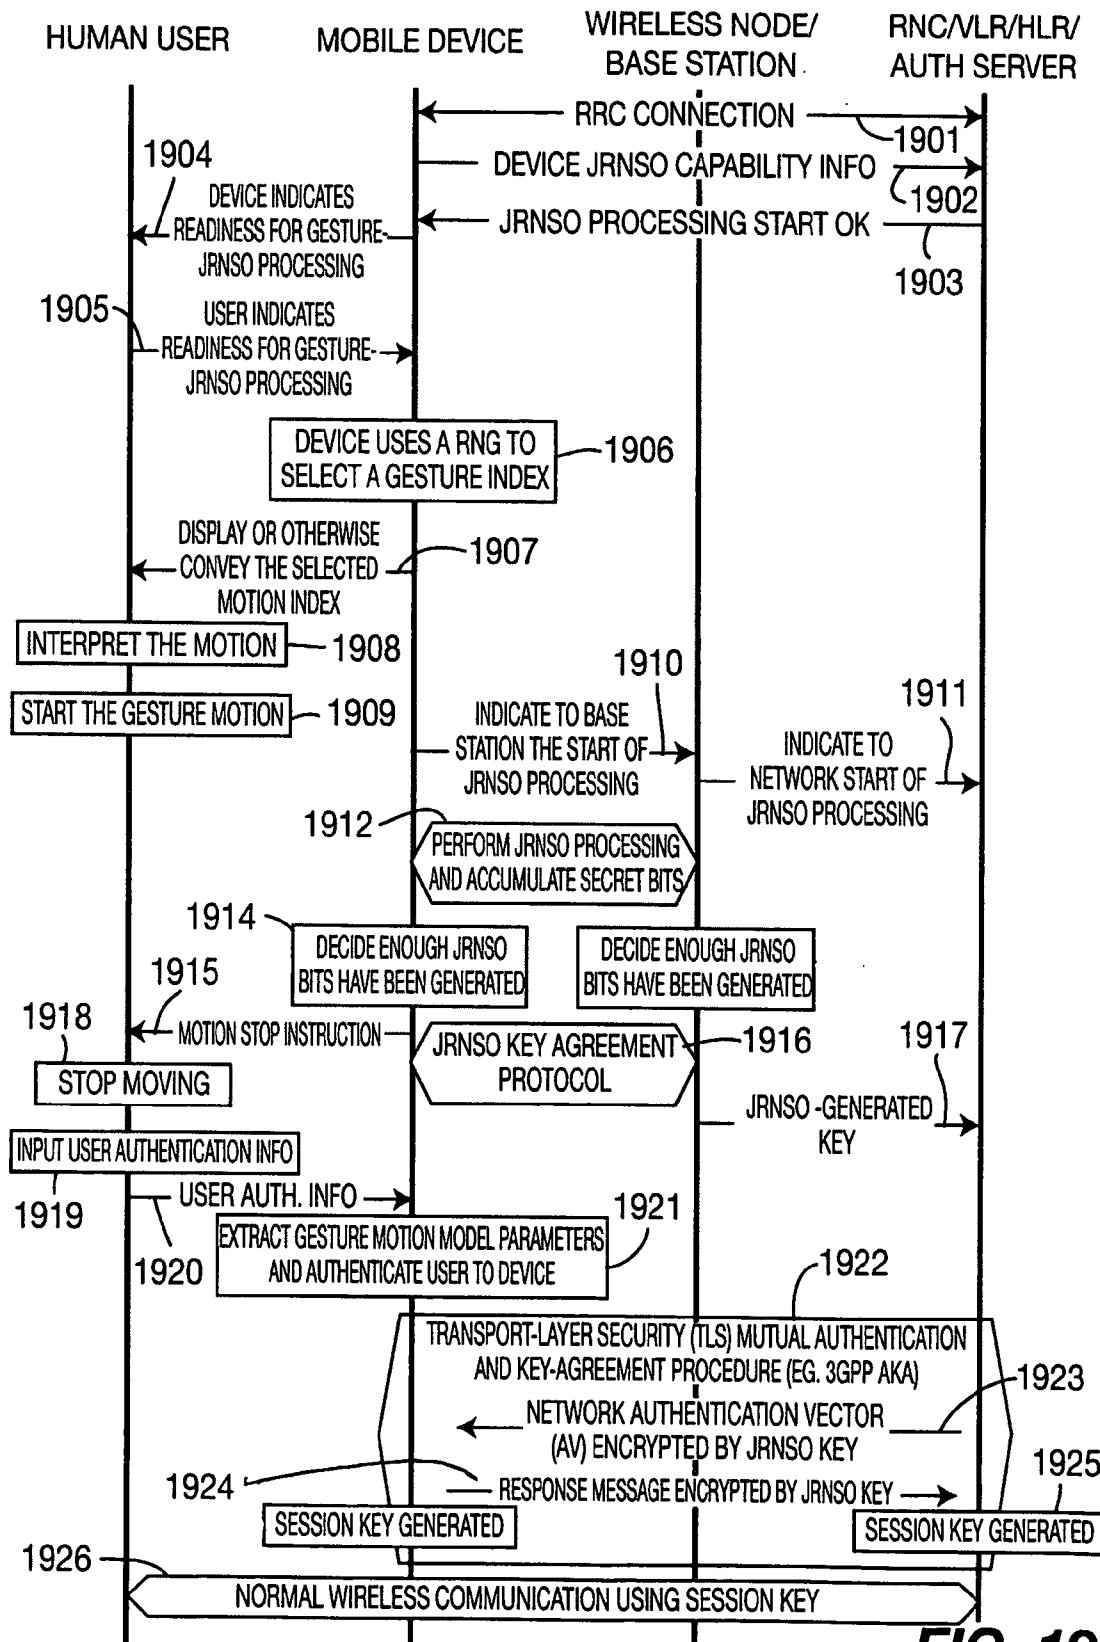 HUMAN USER
MOBILE DEVICE
WIRELESS NODE/
BASE STATION
RNC/VLR/HLR/
AUTH SERVER
RRC CONNECTION
1901
1904
DEVICE JRNSO CAPABILITY INFO
1902
DEVICE INDICATES
READINESS FOR GESTURE-
JRNSO PROCESSING
JRNSO PROCESSING START OK
1903
1905
USER INDICATES
READINESS FOR GESTURE-
JRNSO PROCESSING
DEVICE USES A RNG TO
SELECT A GESTURE INDEX
1906
DISPLAY OR OTHERWISE
CONVEY THE SELECTED
MOTION INDEX
1907
INTERPRET THE MOTION
1908
START THE GESTURE MOTION
1909
1910
INDICATE TO BASE
STATION THE START OF
JRNSO PROCESSING
1911
INDICATE TO
NETWORK START OF
JRNSO PROCESSING
1912
PERFORM JRNSO PROCESSING
AND ACCUMULATE SECRET BITS
1914
DECIDE ENOUGH JRNSO
BITS HAVE BEEN GENERATED
DECIDE ENOUGH JRNSO
BITS HAVE BEEN GENERATED
1915
MOTION STOP INSTRUCTION
1918
STOP MOVING
JRNSO KEY AGREEMENT
PROTOCOL
1916
1917
JRNSO -GENERATED
KEY
INPUT USER AUTHENTICATION INFO
1919
USER AUTH. INFO
1920
EXTRACT GESTURE MOTION MODEL PARAMETERS
AND AUTHENTICATE USER TO DEVICE
1921
1922
TRANSPORT-LAYER SECURITY (TLS) MUTUAL AUTHENTICATION
AND KEY-AGREEMENT PROCEDURE (EG. 3GPP AKA)
1923
NETWORK AUTHENTICATION VECTOR
(AV) ENCRYPTED BY JRNSO KEY
1924
RESPONSE MESSAGE ENCRYPTED BY JRNSO KEY
1925
SESSION KEY GENERATED
SESSION KEY GENERATED
1926
NORMAL WIRELESS COMMUNICATION USING SESSION KEY